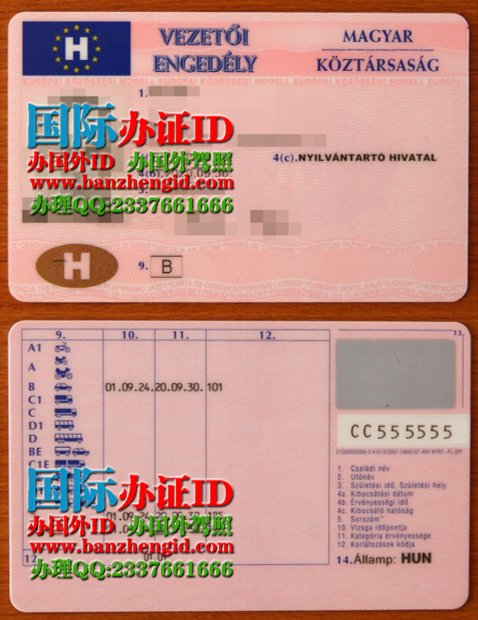 H
VEZETŐI
ENGEDÉLY
MAGYAR
KÖZTÁRSASÁG
1.
国际办证ID
办国外ID 办国外驾照
www.banzhengid.com
办理QQ:2337661666
4(c).NYILVÁNTARTÓ HIVATAL
H
9. B
9. 10. 11. 12.
13.
A1
A
B 01.09.24. 20.09.30. 101
C1
C
D1
D
BE
C1E
CC555555
1. Családi név
2. Utónév
3. Születési idő, Születési hely
4a. Kibocsátási dátum
4b. Érvényességi idő
4c. Kibocsátó hatóság
5. Sorszám
10. Vizsga időpontja
11. Kategória érvényessége
12. Korlátozások kódja
14. Államp: HUN
国际办证ID
办国外ID 办国外驾照
www.banzhengid.com
办理QQ:2337661666
12